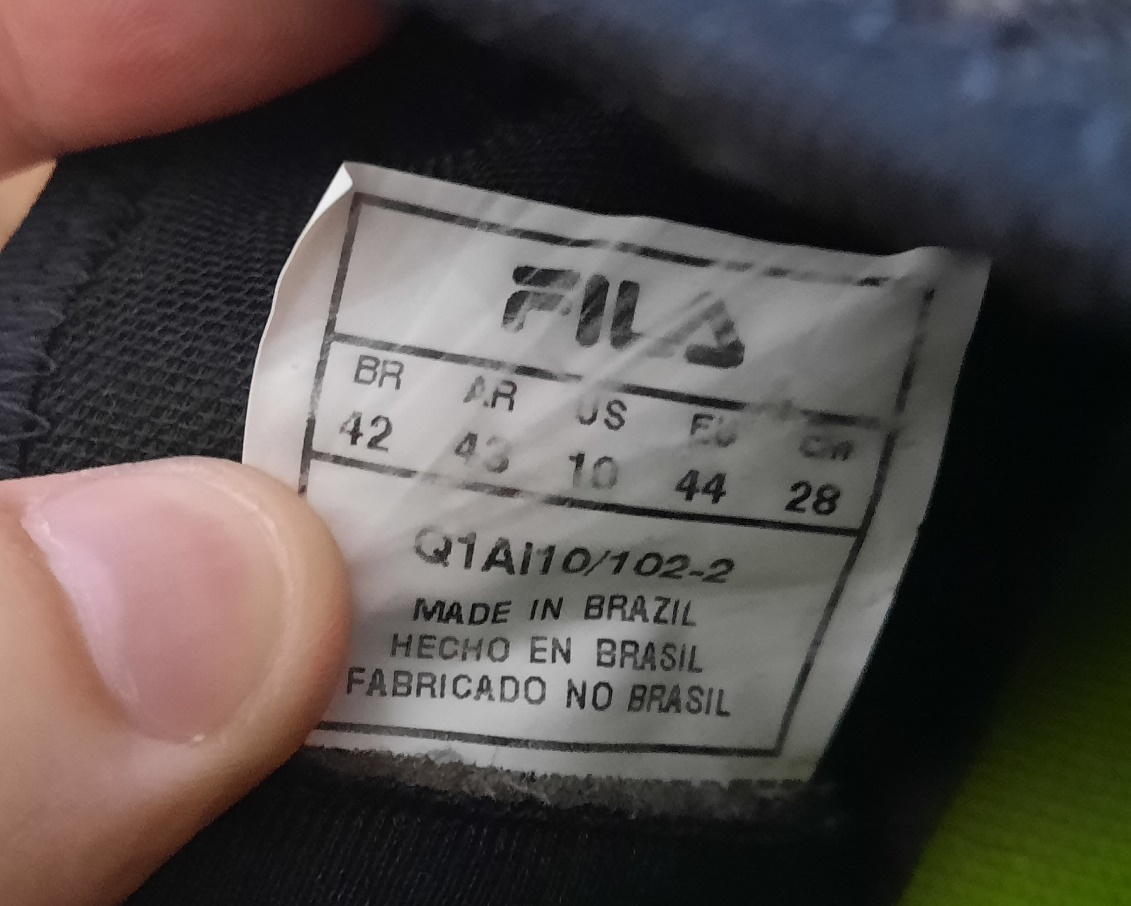 FILA
BR AR US EU cm
42 43 10 44 28
Q1Ai10/102-2
MADE IN BRAZIL
HECHO EN BRASIL
FABRICADO NO BRASIL